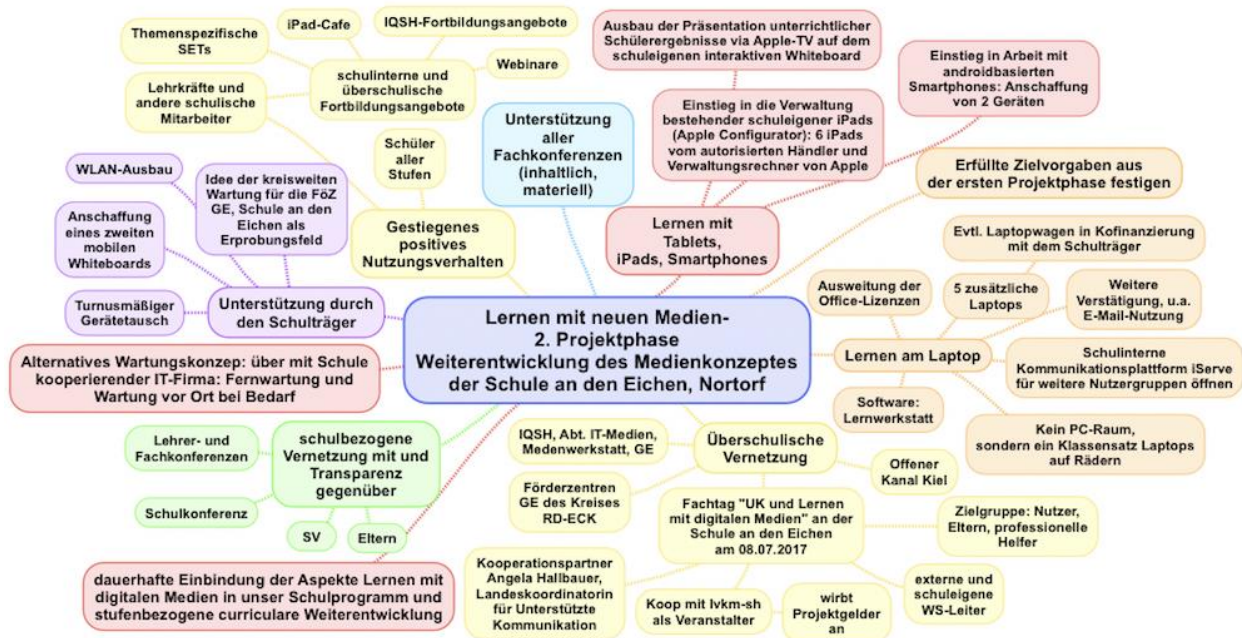 Themenspezifische
SETs
iPad-Cafe
IQSH-Fortbildungsangebote
Webinare
schulinterne und
überschulische
Fortbildungsangebote
Lehrkräfte und
andere schulische
Mitarbeiter
Schüler
aller
Stufen
Gestiegenes
positives
Nutzungsverhalten
Unterstützung
aller
Fachkonferenzen
(inhaltlich,
materiell)
Ausbau der Präsentation unterrichtlicher
Schülerergebnisse via Apple-TV auf dem
schuleigenen interaktiven Whiteboard
Einstieg in die Verwaltung
bestehender schuleigener iPads
(Apple Configurator): 6 iPads
vom autorisierten Händler und
Verwaltungsrechner von Apple
Einstieg in Arbeit mit
androidbasierten
Smartphones: Anschaffung
von 2 Geräten
Lernen mit
Tablets,
iPads, Smartphones
Erfüllte Zielvorgaben aus
der ersten Projektphase festigen
WLAN-Ausbau
Idee der kreisweiten
Wartung für die FöZ
GE, Schule an den
Eichen als
Erprobungsfeld
Anschaffung
eines zweiten
mobilen
Whiteboards
Turnusmäßiger
Gerätetausch
Unterstützung durch
den Schulträger
Lernen mit neuen Medien-
2. Projektphase
Weiterentwicklung des Medienkonzeptes
der Schule an den Eichen, Nortorf
Evtl. Laptopwagen in Kofinanzierung
mit dem Schulträger
Ausweitung der
Office-Lizenzen
5 zusätzliche
Laptops
Weitere
Verstätigung, u.a.
E-Mail-Nutzung
Lernen am Laptop
Schulinterne
Kommunikationsplattform iServe
für weitere Nutzergruppen öffnen
Software:
Lernwerkstatt
Kein PC-Raum,
sondern ein Klassensatz Laptops
auf Rädern
Alternatives Wartungskonzep: über mit Schule
kooperierender IT-Firma: Fernwartung und
Wartung vor Ort bei Bedarf
Lehrer- und
Fachkonferenzen
schulbezogene
Vernetzung mit und
Transparenz
gegenüber
Schulkonferenz
SV
Eltern
dauerhafte Einbindung der Aspekte Lernen mit
digitalen Medien in unser Schulprogramm und
stufenbezogene curriculare Weiterentwicklung
IQSH, Abt. IT-Medien,
Medenwerkstatt, GE
Überschulische
Vernetzung
Offener
Kanal Kiel
Förderzentren
GE des Kreises
RD-ECK
Fachtag "UK und Lernen
mit digitalen Medien" an der
Schule an den Eichen
am 08.07.2017
Zielgruppe: Nutzer,
Eltern, professionelle
Helfer
Kooperationspartner
Angela Hallbauer,
Landeskoordinatorin
für Unterstützte
Kommunikation
Koop mit lvkm-sh
als Veranstalter
wirbt
Projektgelder
an
externe und
schuleigene
WS-Leiter